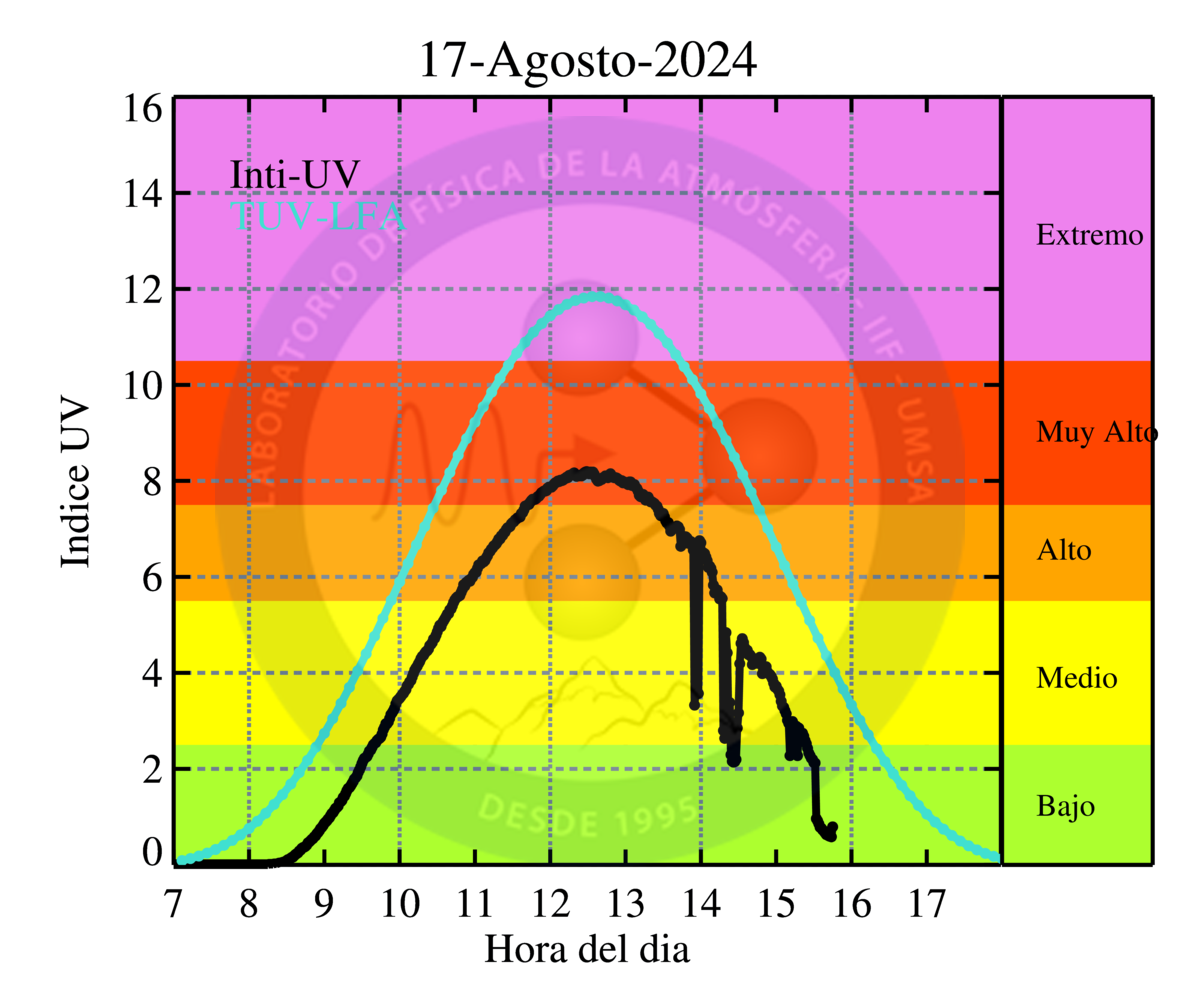 17-Agosto-2024
16
14
12
10
8
6
4
2
0
Indice UV
Inti-UV
TUV-LFA
LABORATORIO DE FÍSICA DE LA ATMÓSFERA - IIF - UMSA
DESDE 1995
Extremo
Muy Alto
Alto
Medio
Bajo
7 8 9 10 11 12 13 14 15 16 17
Hora del dia